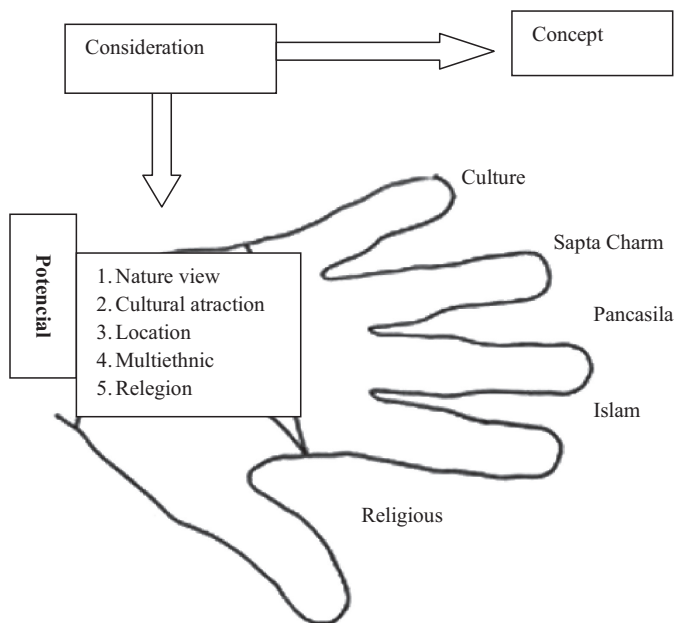 Consideration
Concept
Culture
Sapta Charm
Potencial
1. Nature view
2. Cultural atraction
3. Location
4. Multiethnic
5. Relegion
Pancasila
Islam
Religious